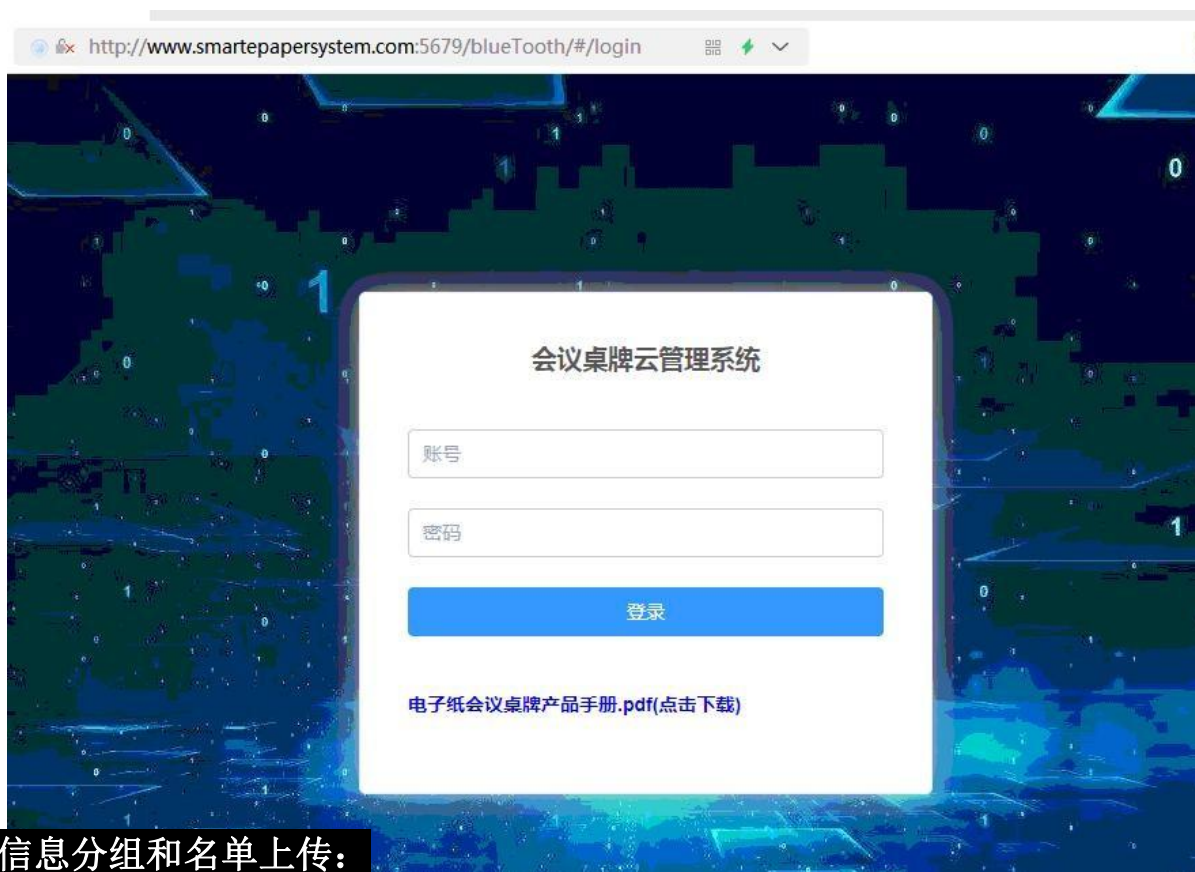 http://www.smartepapersystem.com:5679/blueTooth/#/login
会议桌牌云管理系统
账号
密码
登录
电子纸会议桌牌产品手册.pdf(点击下载)
信息分组和名单上传：